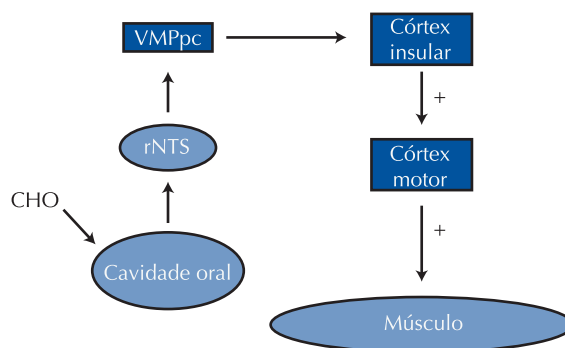 VMPpc
Córtex
insular
+
rNTS
Córtex
motor
CHO
+
Cavidade oral
Músculo